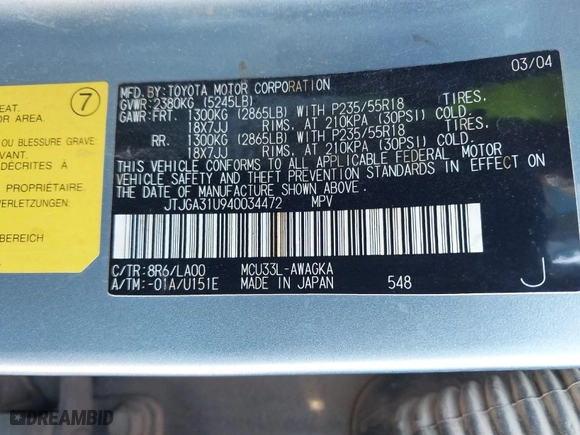 7
EAT.
OR AREA.
OU BLESSURE GRAVE
AVANT.
DÉCRITES À
PROPRIÉTAIRE.
VERLETZUNGEN
BEREICH
03/04
MFD. BY: TOYOTA MOTOR CORPORATION
GVWR: 2380KG (5245LB)
GAWR: FRT. 1300KG (2865LB) WITH P235/55R18 TIRES,
18X7JJ RIMS, AT 210KPA (30PSI) COLD.
RR. 1300KG (2865LB) WITH P235/55R18 TIRES,
18X7JJ RIMS, AT 210KPA (30PSI) COLD.
THIS VEHICLE CONFORMS TO ALL APPLICABLE FEDERAL MOTOR
VEHICLE SAFETY AND THEFT PREVENTION STANDARDS IN EFFECT ON
THE DATE OF MANUFACTURE SHOWN ABOVE.
JTJGA31U940034472 MPV
C/TR: 8R6/LA00 MCU33L-AWAGKA
A/TM: -01A/U151E MADE IN JAPAN 548 J
DREAMBID